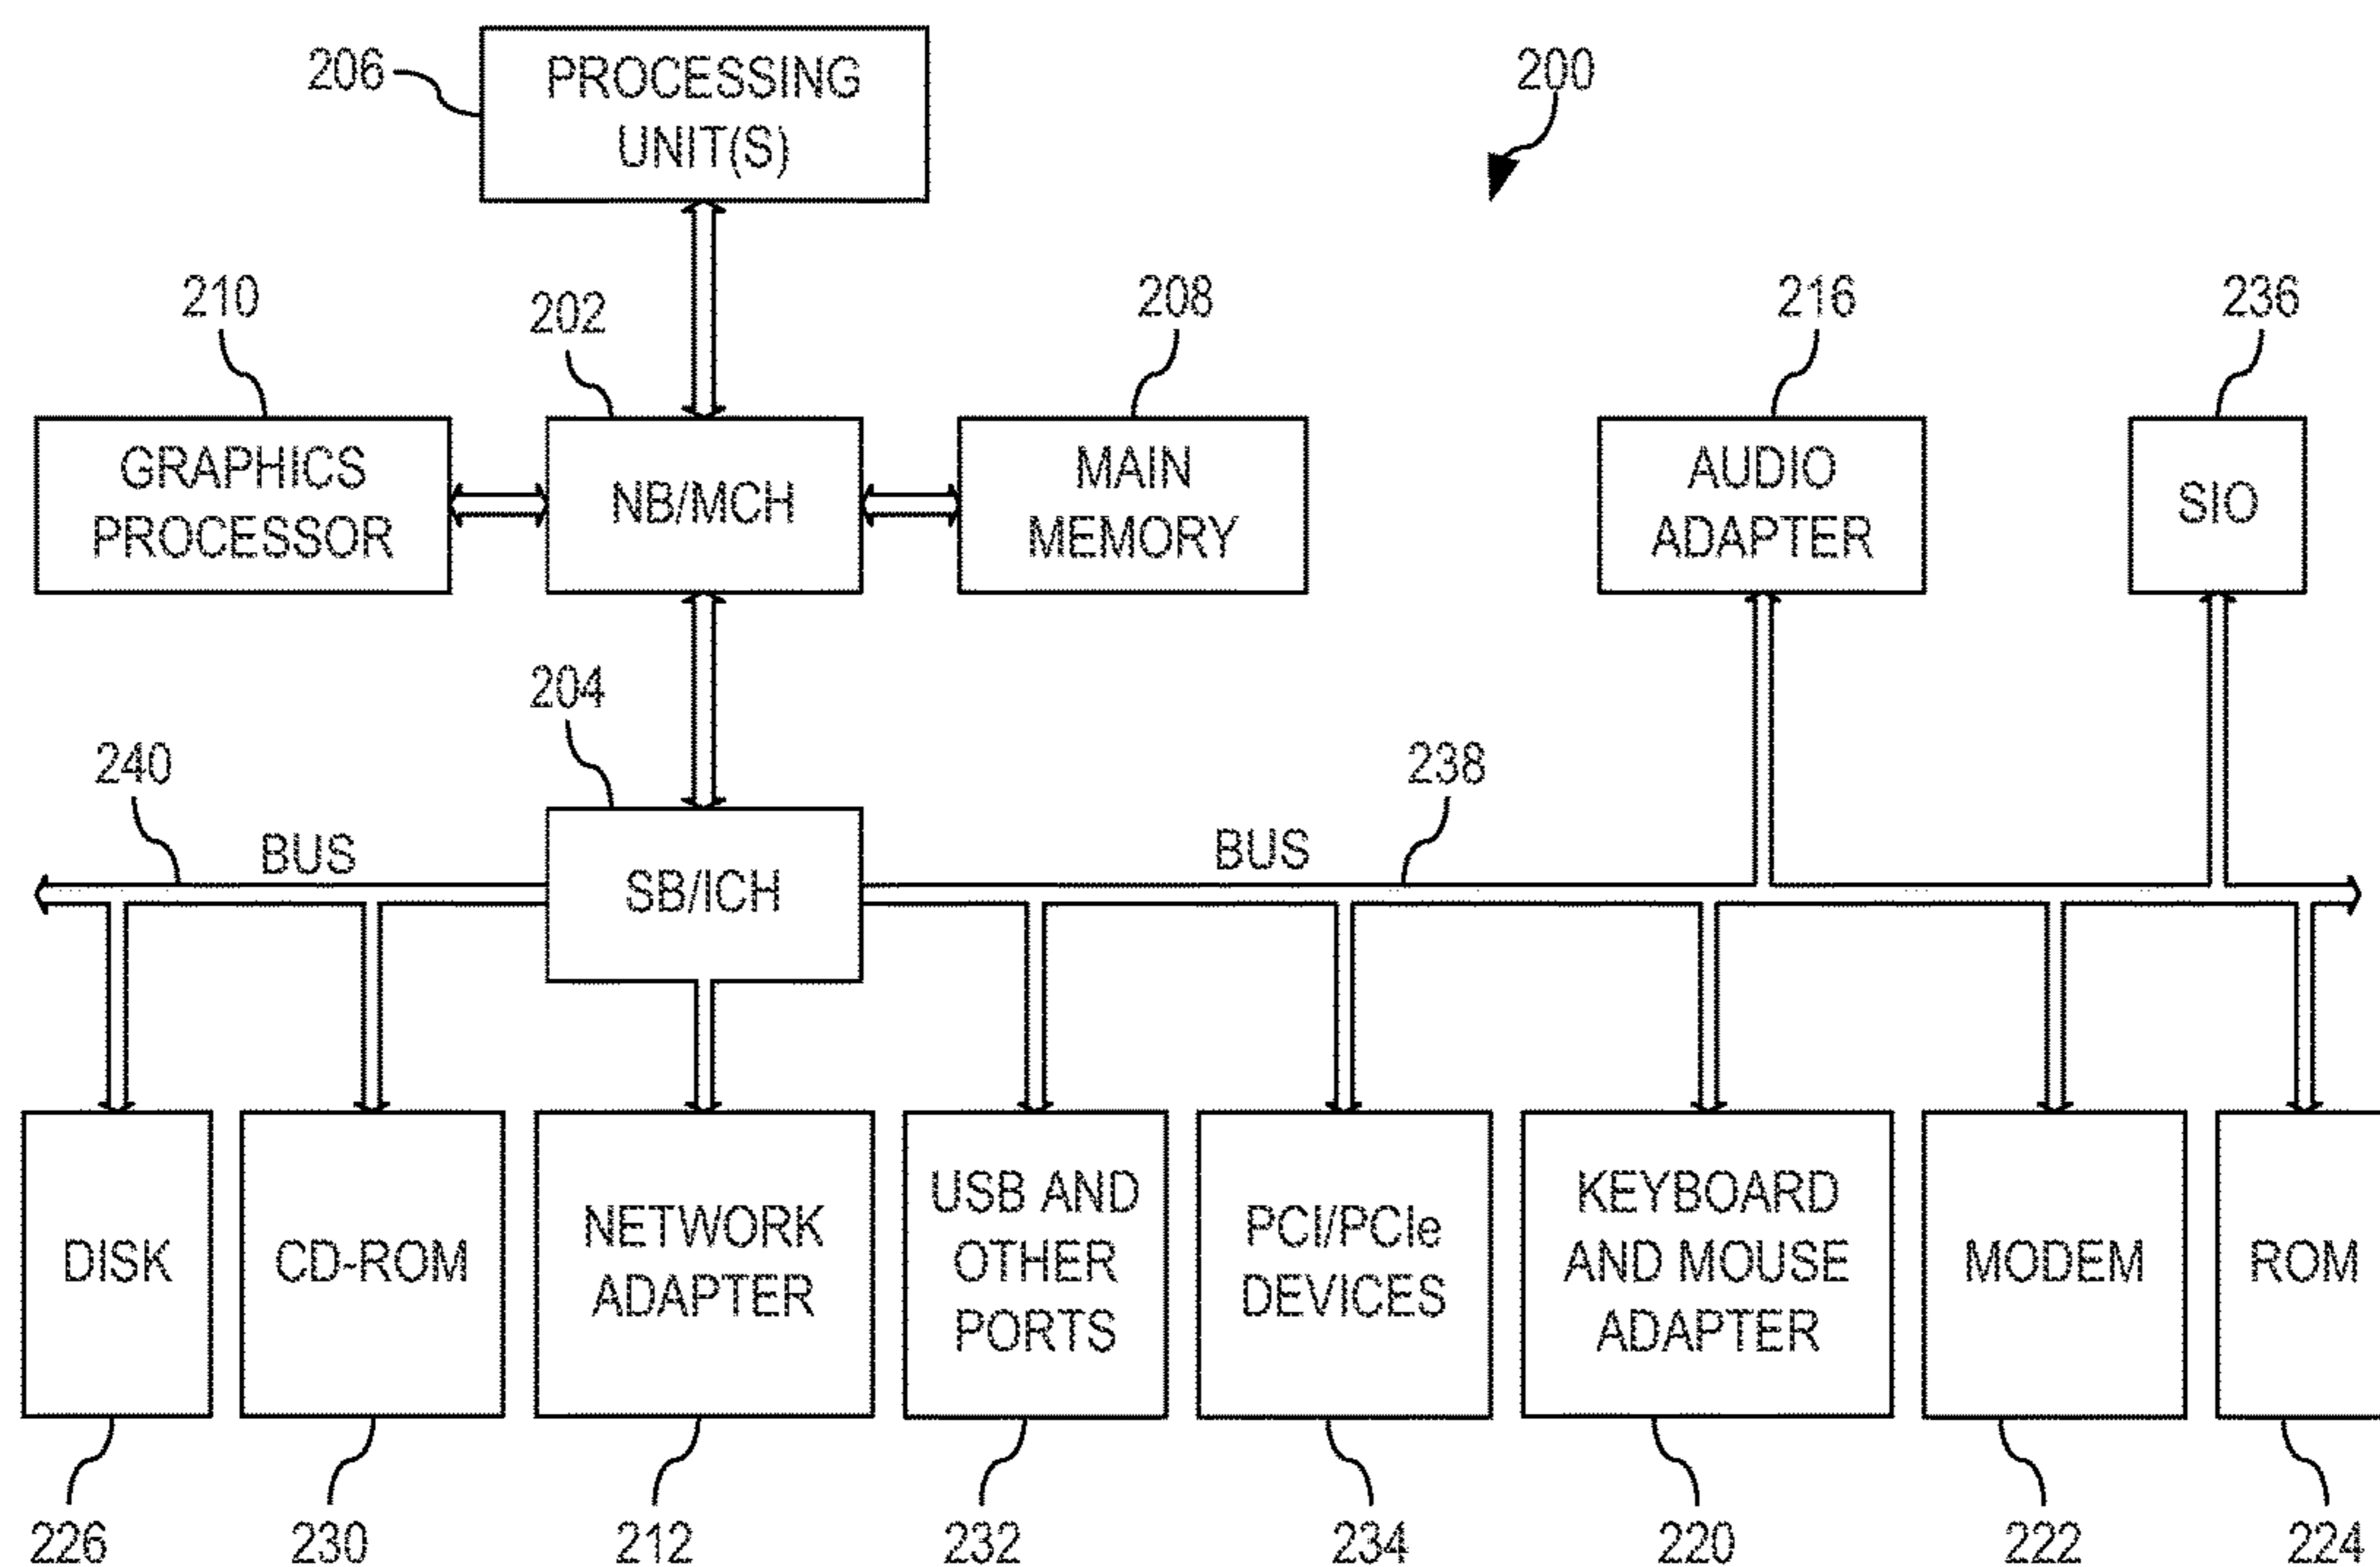 206
PROCESSING
UNIT(S)
200
210
202
208
216
236
GRAPHICS
PROCESSOR
NB/MCH
MAIN
MEMORY
AUDIO
ADAPTER
SIO
204
240
238
BUS
SB/ICH
BUS
DISK
CD-ROM
NETWORK
ADAPTER
USB AND
OTHER
PORTS
PCI/PCIe
DEVICES
KEYBOARD
AND MOUSE
ADAPTER
MODEM
ROM
226
230
212
232
234
220
222
224